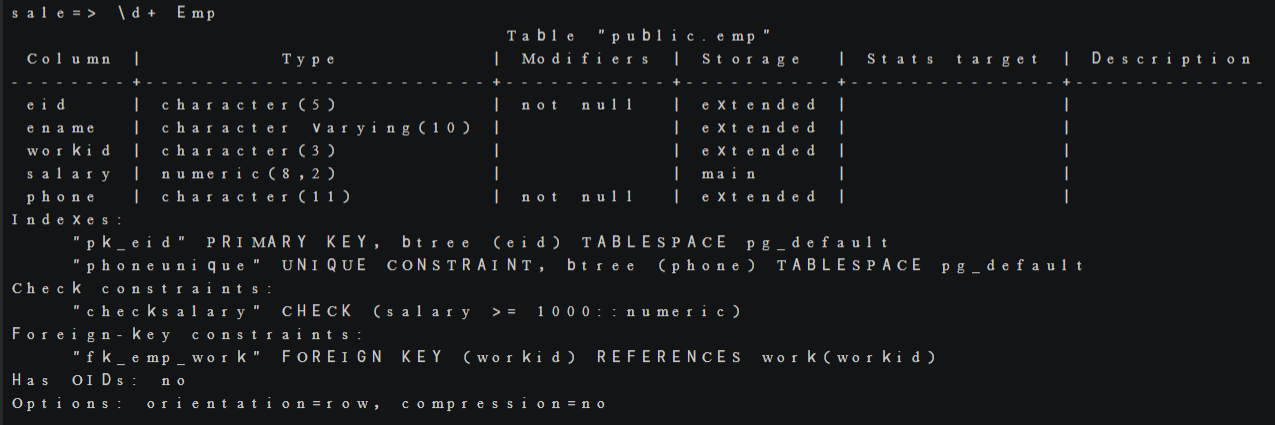 sale=> \d+ Emp
Table "public.emp"
Column | Type | Modifiers | Storage | Stats target | Description
--------+-----------------------+-----------+----------+--------------+-------------
eid | character(5) | not null | extended | |
ename | character varying(10) | | extended | |
workid | character(3) | | extended | |
salary | numeric(8,2) | | main | |
phone | character(11) | not null | extended | |
Indexes:
"pk_eid" PRIMARY KEY, btree (eid) TABLESPACE pg_default
"phoneunique" UNIQUE CONSTRAINT, btree (phone) TABLESPACE pg_default
Check constraints:
"checksalary" CHECK (salary >= 1000::numeric)
Foreign-key constraints:
"fk_emp_work" FOREIGN KEY (workid) REFERENCES work(workid)
Has OIDs: no
Options: orientation=row, compression=no